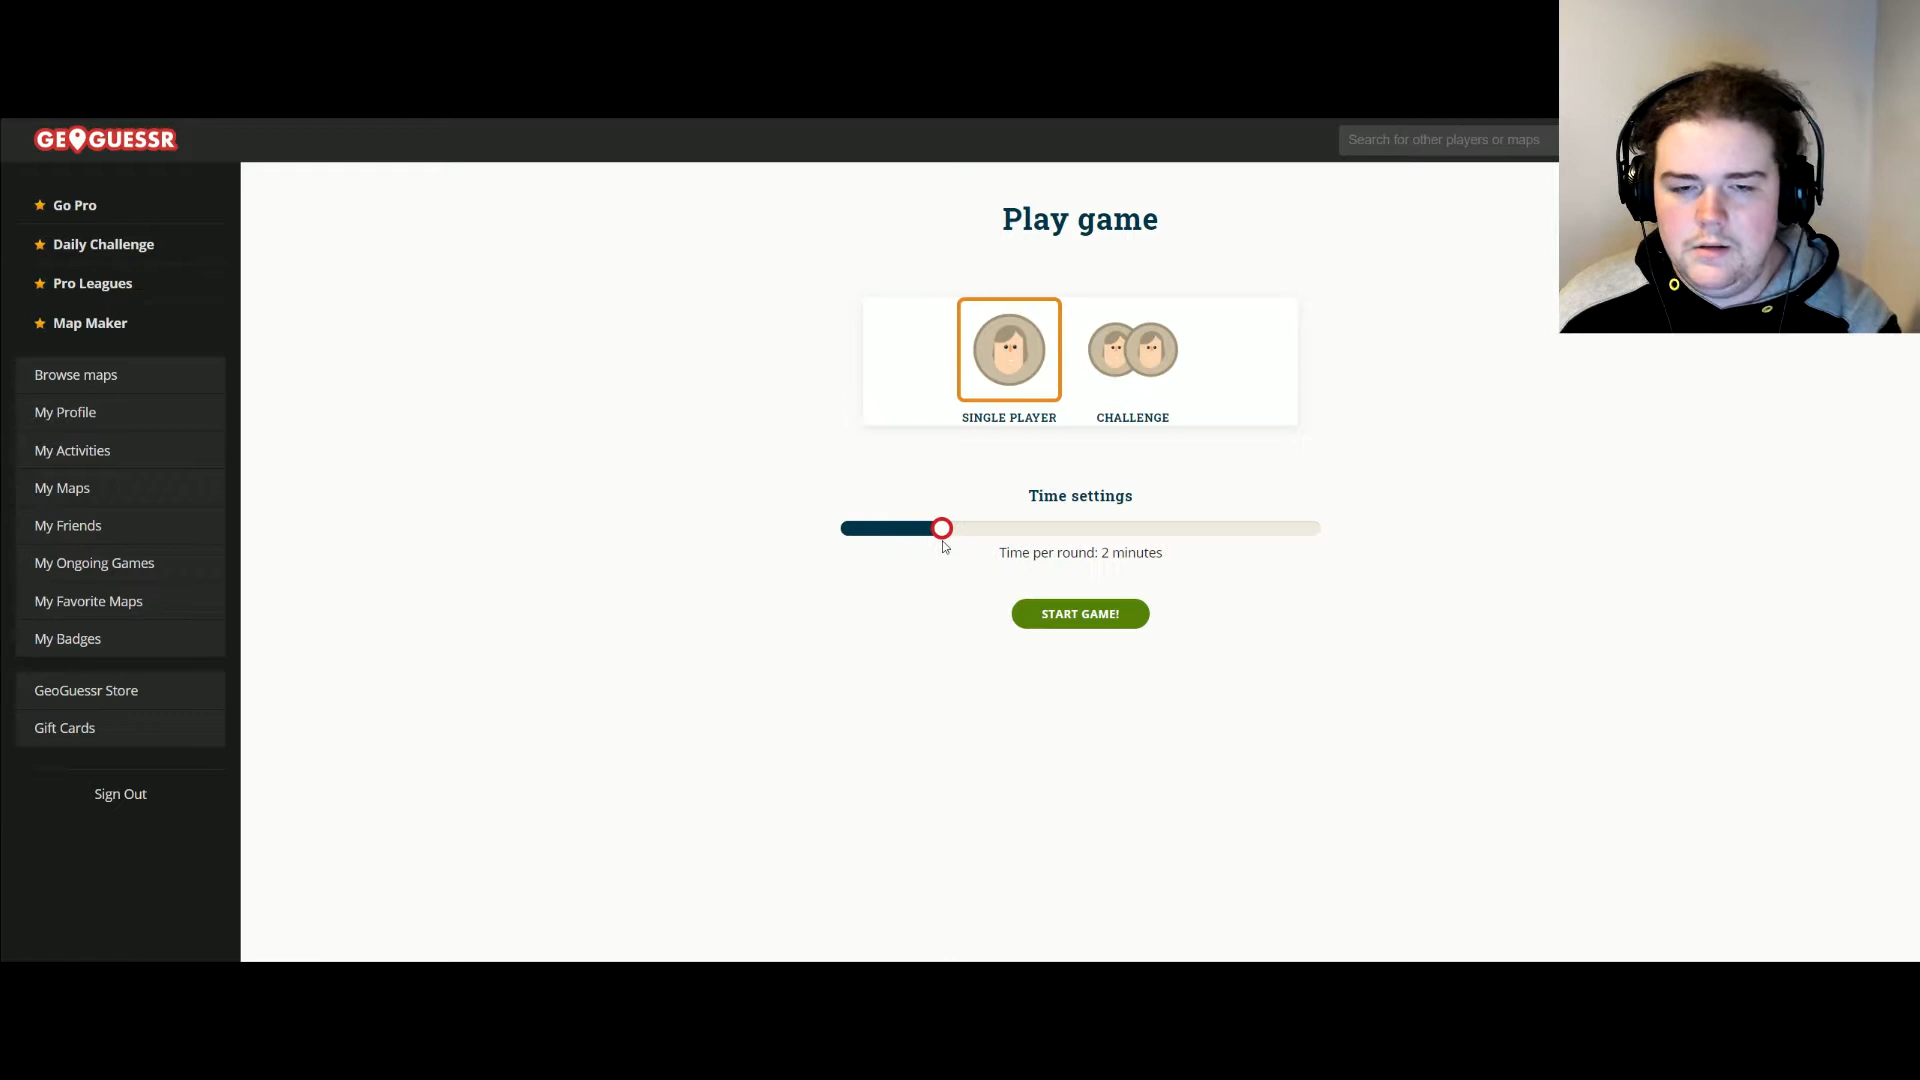 GEOGUESSR
Search for other players or maps
Go Pro
Daily Challenge
Pro Leagues
Map Maker
Browse maps
My Profile
My Activities
My Maps
My Friends
My Ongoing Games
My Favorite Maps
My Badges
GeoGuessr Store
Gift Cards
Sign Out
Play game
SINGLE PLAYER
CHALLENGE
Time settings
Time per round: 2 minutes
START GAME!